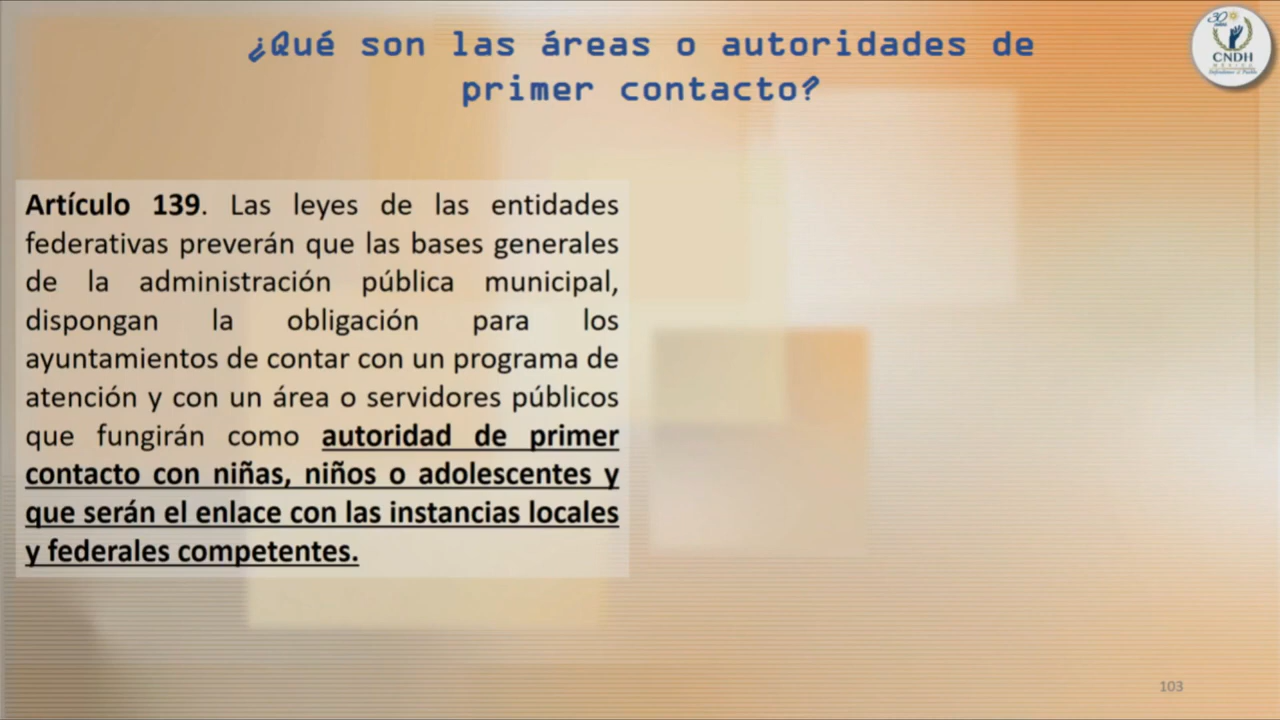 ¿Qué son las áreas o autoridades de
primer contacto?
30
CNDH
MÉXICO
Artículo 139. Las leyes de las entidades
federativas preverán que las bases generales
de la administración pública municipal,
dispongan la obligación para los
ayuntamientos de contar con un programa de
atención y con un área o servidores públicos
que fungirán como autoridad de primer
contacto con niñas, niños o adolescentes y
que serán el enlace con las instancias locales
y federales competentes.
103